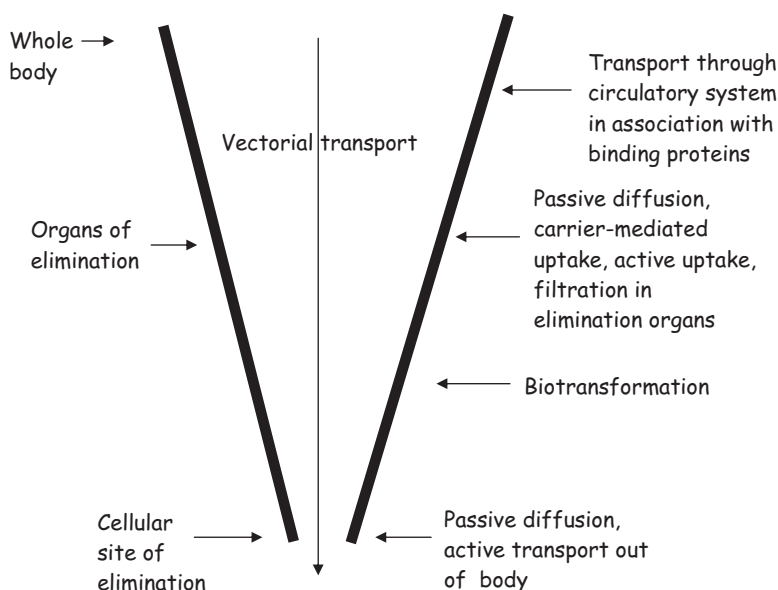 Whole
body
Transport through
circulatory system
in association with
binding proteins
Vectorial transport
Organs of
elimination
Passive diffusion,
carrier-mediated
uptake, active uptake,
filtration in
elimination organs
Biotransformation
Cellular
site of
elimination
Passive diffusion,
active transport out
of body